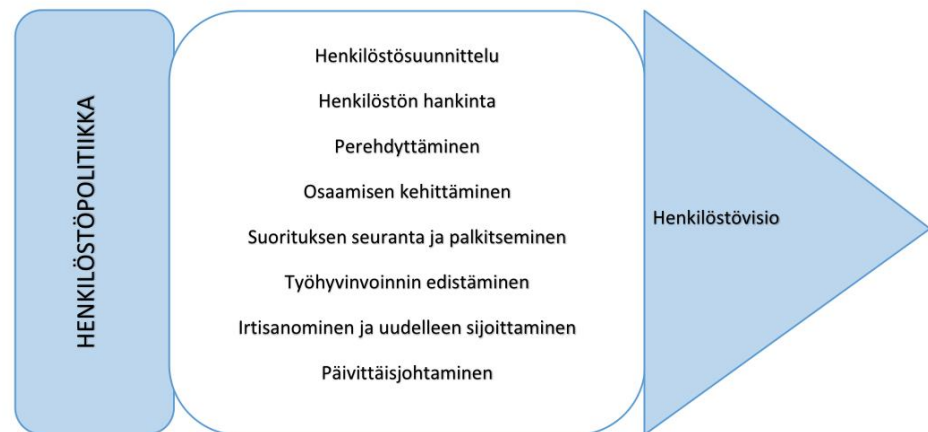 HENKILÖSTÖPOLITIIKKA
Henkilöstösuunnittelu
Henkilöstön hankinta
Perehdyttäminen
Osaamisen kehittäminen
Suorituksen seuranta ja palkitseminen
Työhyvinvoinnin edistäminen
Irtisanominen ja uudelleen sijoittaminen
Päivittäisjohtaminen
Henkilöstövisio